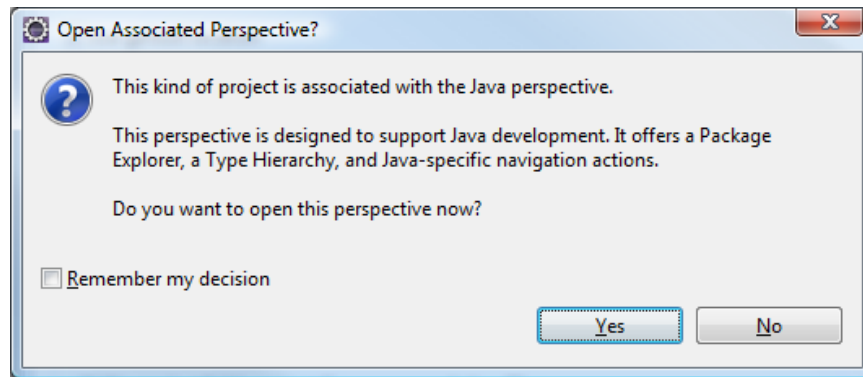 Open Associated Perspective?
This kind of project is associated with the Java perspective.
This perspective is designed to support Java development. It offers a Package
Explorer, a Type Hierarchy, and Java-specific navigation actions.
Do you want to open this perspective now?
Remember my decision
Yes No